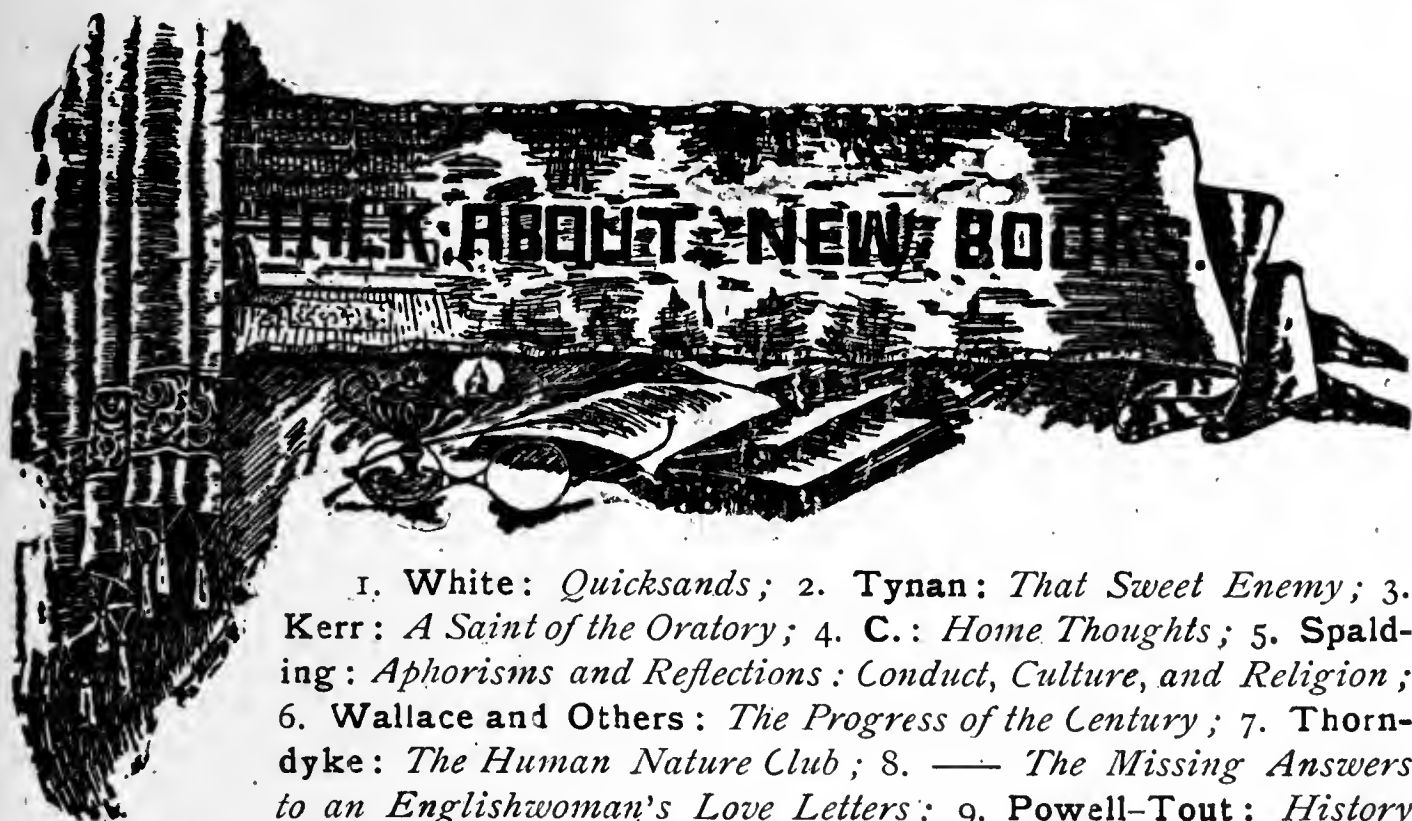 TALK ABOUT NEW BOOKS
1. White: Quicksands; 2. Tynan: That Sweet Enemy; 3.
Kerr: A Saint of the Oratory; 4. C.: Home Thoughts; 5. Spald-
ing: Aphorisms and Reflections: Conduct, Culture, and Religion;
6. Wallace and Others: The Progress of the Century; 7. Thorn-
dyke: The Human Nature Club; 8. —— The Missing Answers
to an Englishwoman's Love Letters; 9. Powell-Tout: History